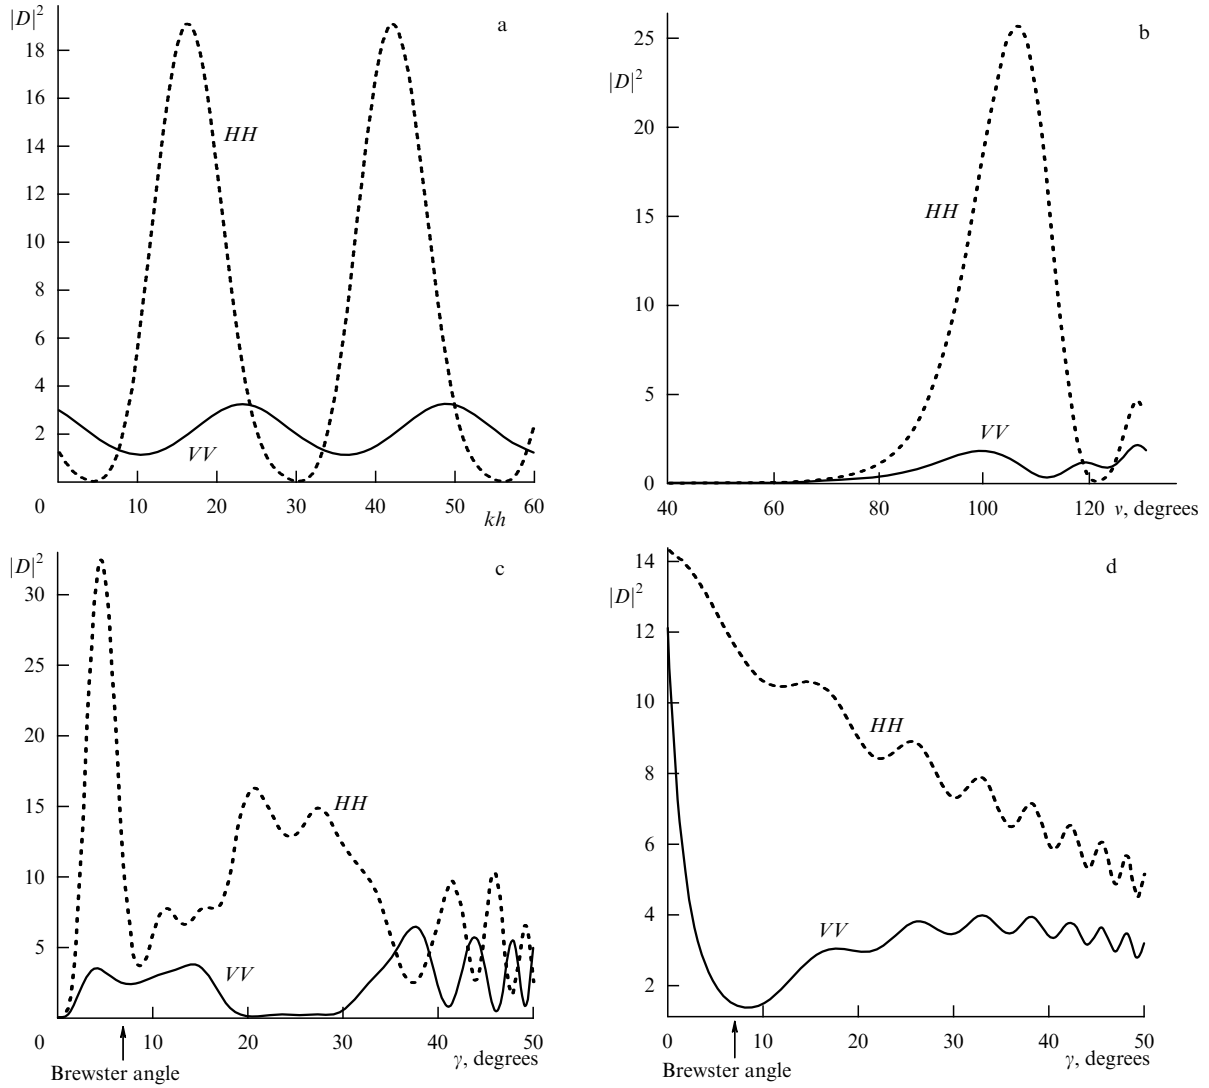 |D|²
a
18
16
14
12
10
8
6
4
2
HH
VV
0 10 20 30 40 50 60
kh
|D|²
b
25
20
15
10
5
0
HH
VV
40 60 80 100 120 ν, degrees
|D|²
c
30
25
20
15
10
5
HH
VV
0 10 20 30 40 50
γ, degrees
Brewster angle
|D|²
d
14
12
10
8
6
4
2
HH
VV
0 10 20 30 40 50
γ, degrees
Brewster angle